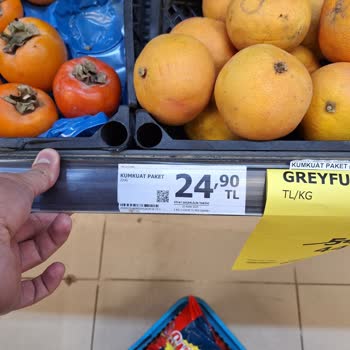 KUMKUAT PAKET
24,90
TL
KUMKUAT PAKET
GREYFU
TL/KG